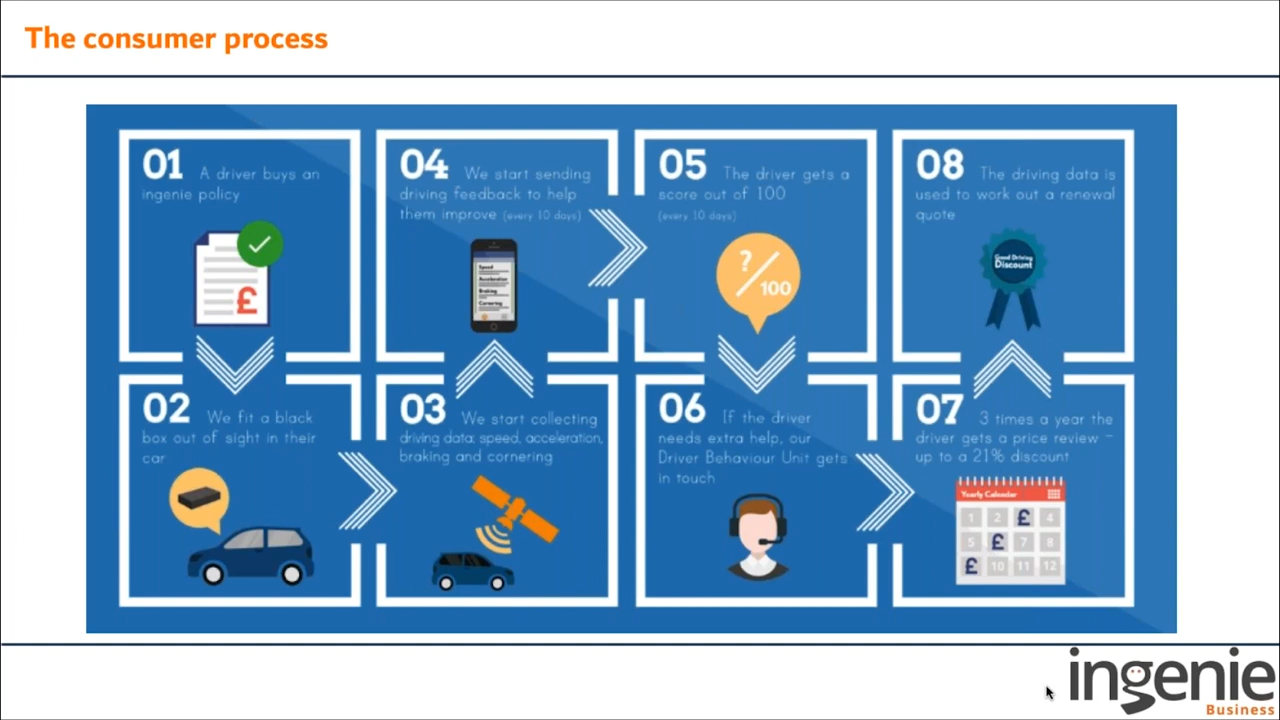 The consumer process
01 A driver buys an
ingenie policy
02 We fit a black
box out of sight in their
car
03 We start collecting
driving data: speed, acceleration,
braking and cornering
04 We start sending
driving feedback to help
them improve (every 10 days)
Speed
Acceleration
Braking
Cornering
05 The driver gets a
score out of 100
(every 10 days)
?/100
06 If the driver
needs extra help, our
Driver Behaviour Unit gets
in touch
07 3 times a year the
driver gets a price review –
up to a 21% discount
Yearly Calendar
1 2 £ 4
5 £ 7 8
£ 10 11 12
08 The driving data is
used to work out a renewal
quote
Good Driving
Discount
£
ingenie
Business